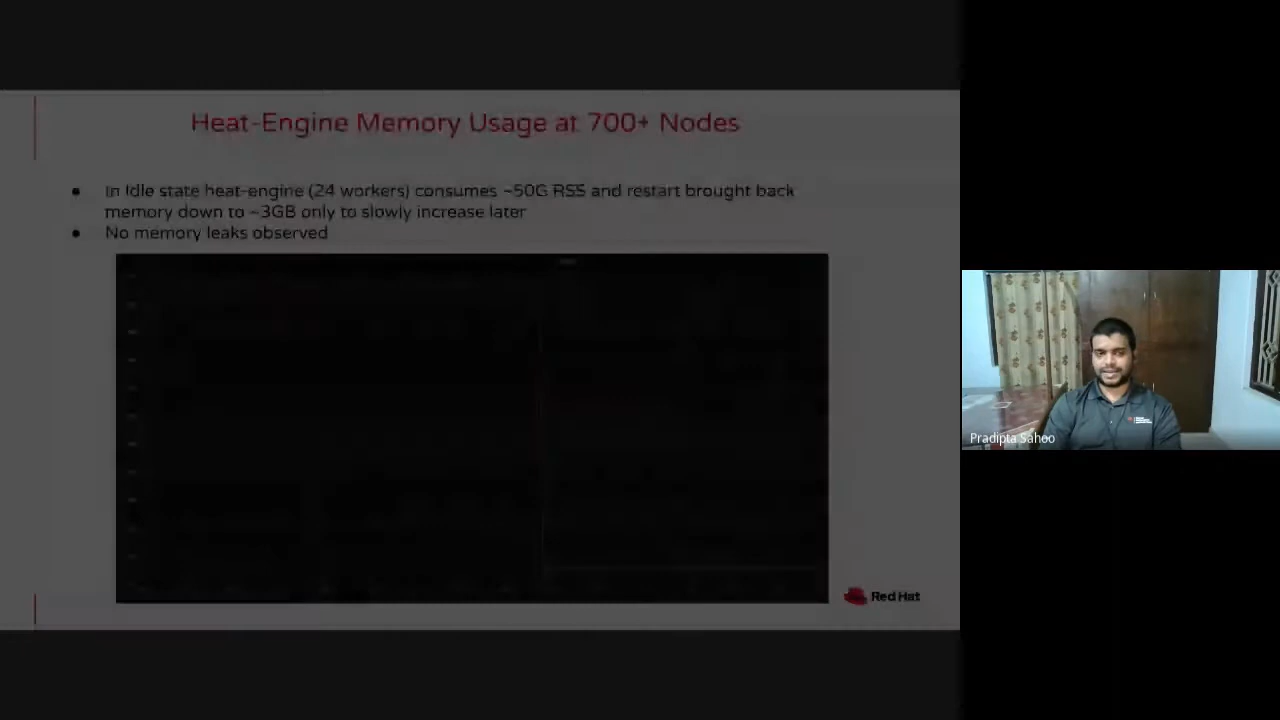 Heat-Engine Memory Usage at 700+ Nodes
● In Idle state heat-engine (24 workers) consumes ~50G RSS and restart brought back
memory down to ~3GB only to slowly increase later
● No memory leaks observed
Red Hat
Pradipta Sahoo